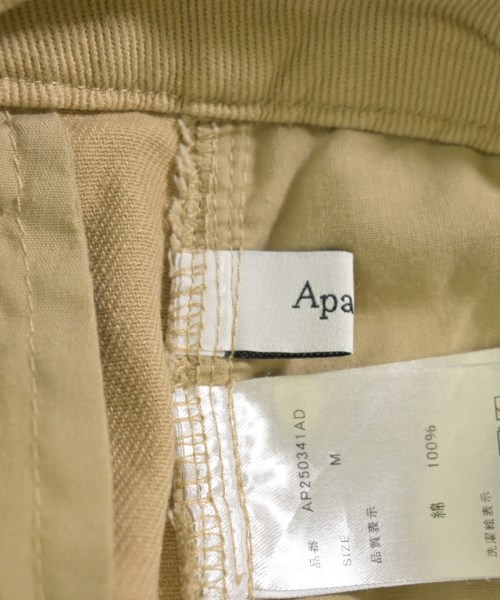 Apa
品番 AP250341AD
SIZE M
品質表示
綿 100%
洗濯絵表示